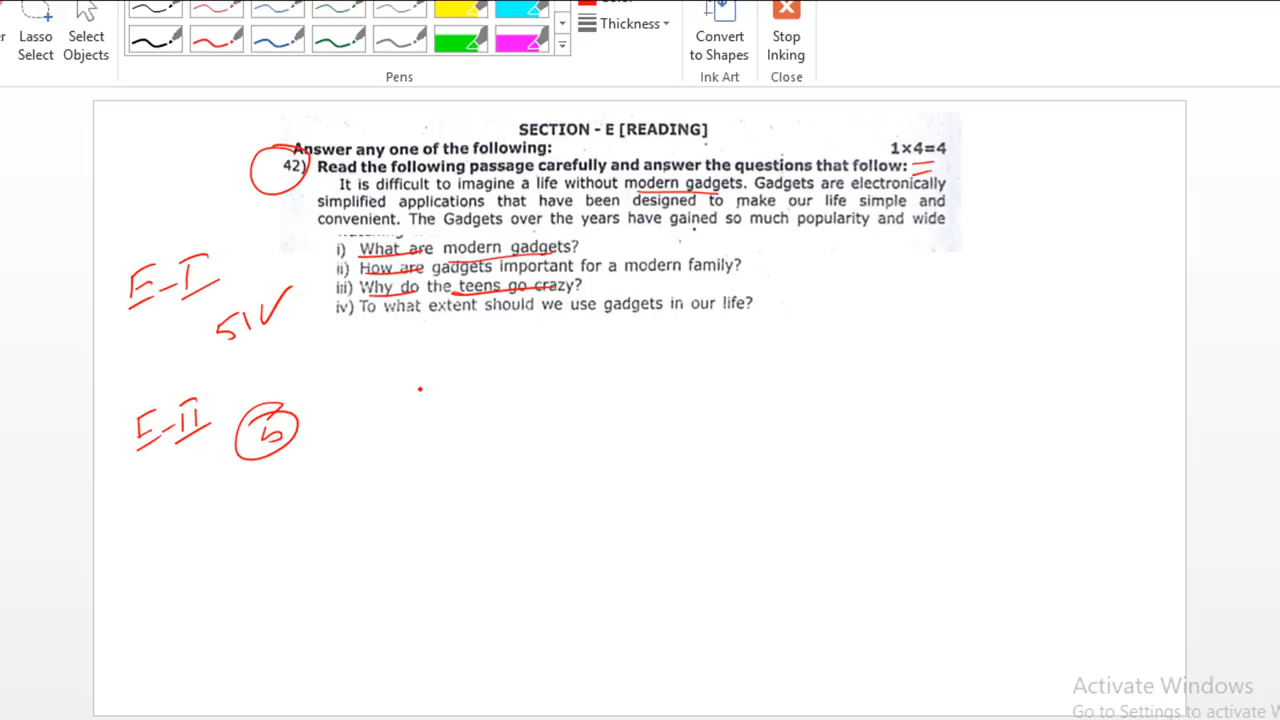 Lasso
Select
Select
Objects
Pens
Thickness
Convert
to Shapes
Ink Art
Stop
Inking
Close
SECTION - E [READING]
Answer any one of the following: 1×4=4
42) Read the following passage carefully and answer the questions that follow:
It is difficult to imagine a life without modern gadgets. Gadgets are electronically
simplified applications that have been designed to make our life simple and
convenient. The Gadgets over the years have gained so much popularity and wide
i) What are modern gadgets?
ii) How are gadgets important for a modern family?
iii) Why do the teens go crazy?
iv) To what extent should we use gadgets in our life?
E-I
51
E-II
Activate Windows
Go to Settings to activate W